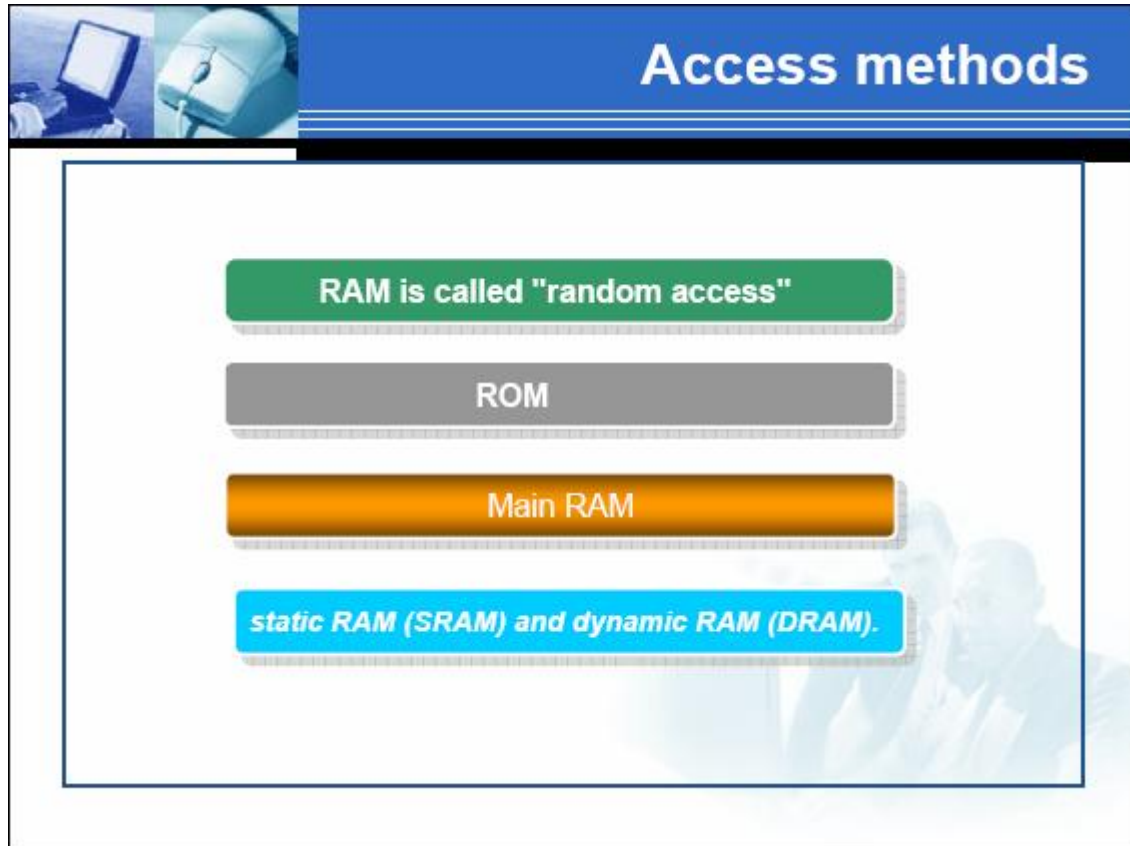 Access methods
RAM is called "random access"
ROM
Main RAM
static RAM (SRAM) and dynamic RAM (DRAM).